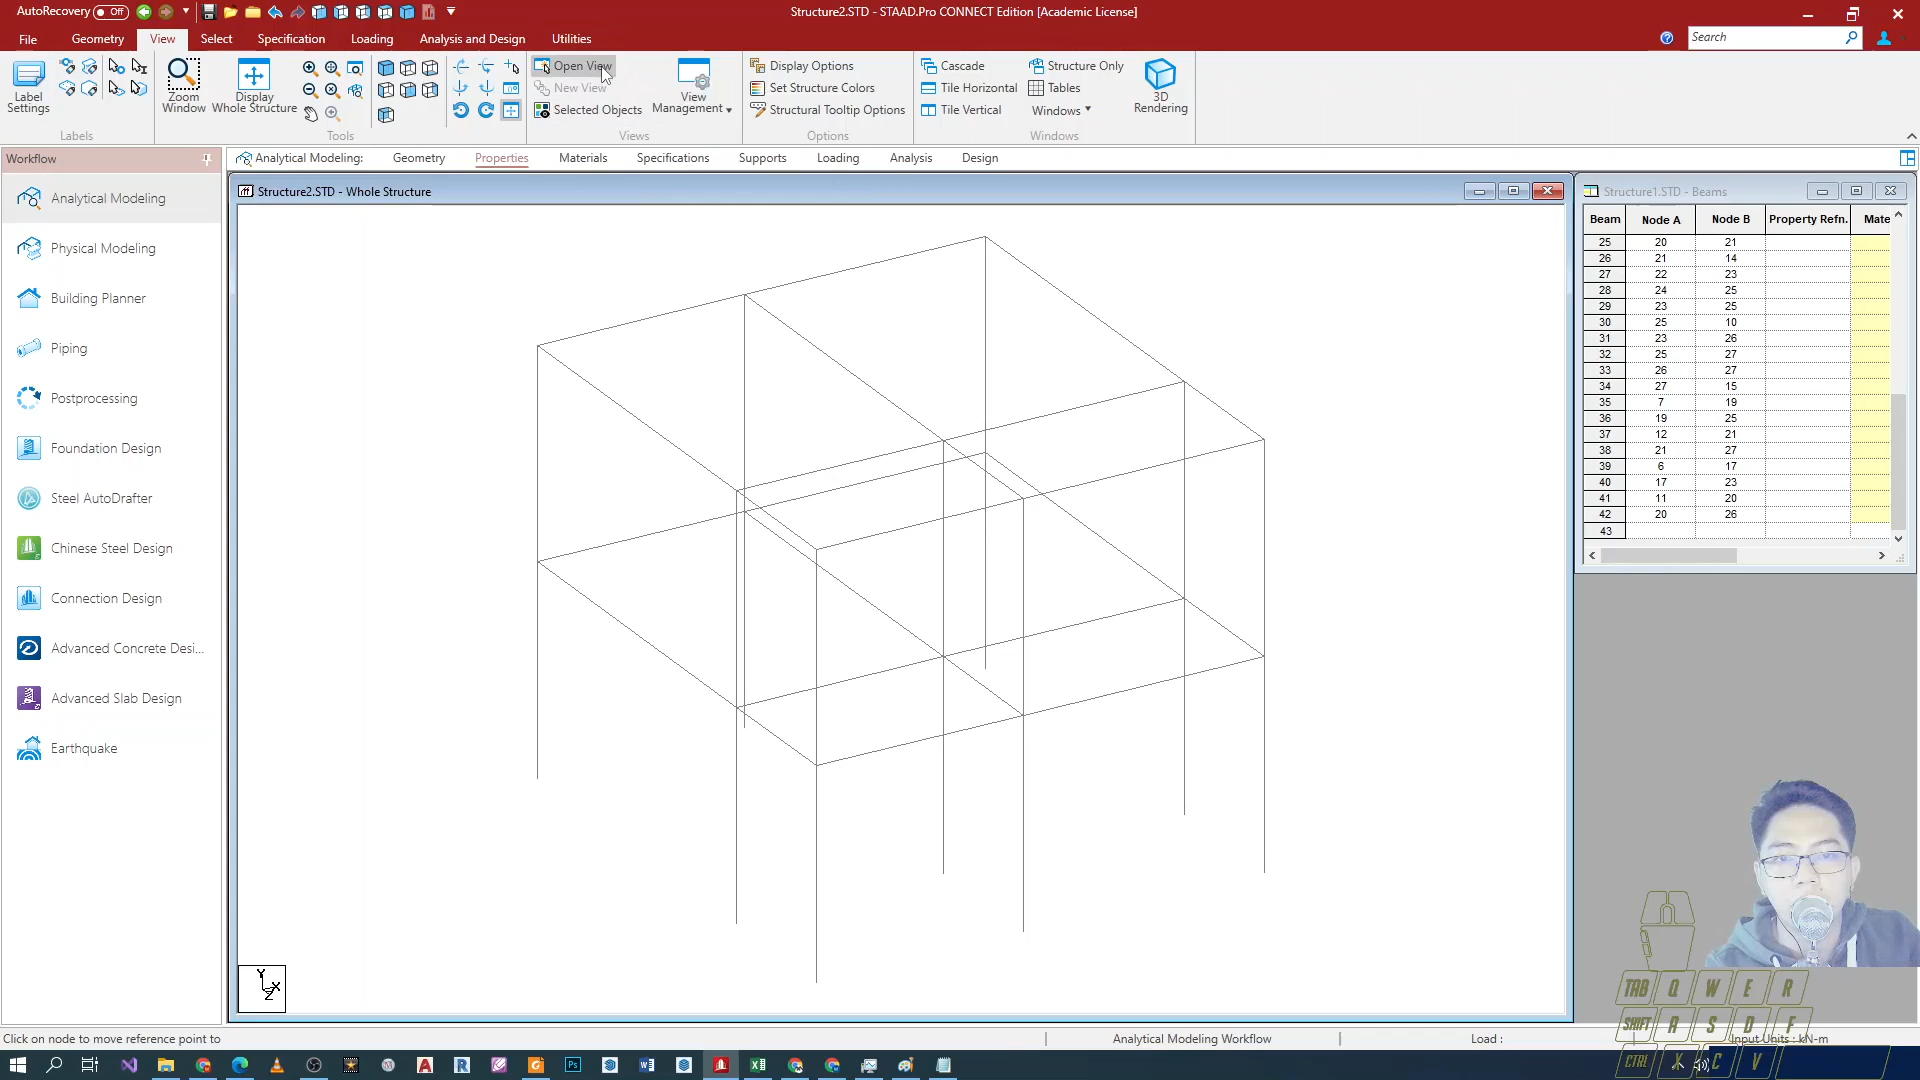 AutoRecovery Off
Structure2.STD - STAAD.Pro CONNECT Edition [Academic License]
File Geometry View Select Specification Loading Analysis and Design Utilities
Search
Label Settings
Labels
Zoom Window
Display Whole Structure
Tools
Open View
New View
Selected Objects
View Management
Views
Display Options
Set Structure Colors
Structural Tooltip Options
Options
Cascade
Tile Horizontal
Tile Vertical
Structure Only
Tables
Windows
Windows
3D Rendering
Workflow
Analytical Modeling: Geometry Properties Materials Specifications Supports Loading Analysis Design
Analytical Modeling
Physical Modeling
Building Planner
Piping
Postprocessing
Foundation Design
Steel AutoDrafter
Chinese Steel Design
Connection Design
Advanced Concrete Desi...
Advanced Slab Design
Earthquake
Structure2.STD - Whole Structure
Y
X
Z
Structure1.STD - Beams
Beam Node A Node B Property Refn. Mate
25 20 21
26 21 14
27 22 23
28 24 25
29 23 25
30 25 10
31 23 26
32 25 27
33 26 27
34 27 15
35 7 19
36 19 25
37 12 21
38 21 27
39 6 17
40 17 23
41 11 20
42 20 26
43
TAB Q W E R
SHIFT A S D F
CTRL X C V
Click on node to move reference point to
Analytical Modeling Workflow
Load :
Input Units : kN-m